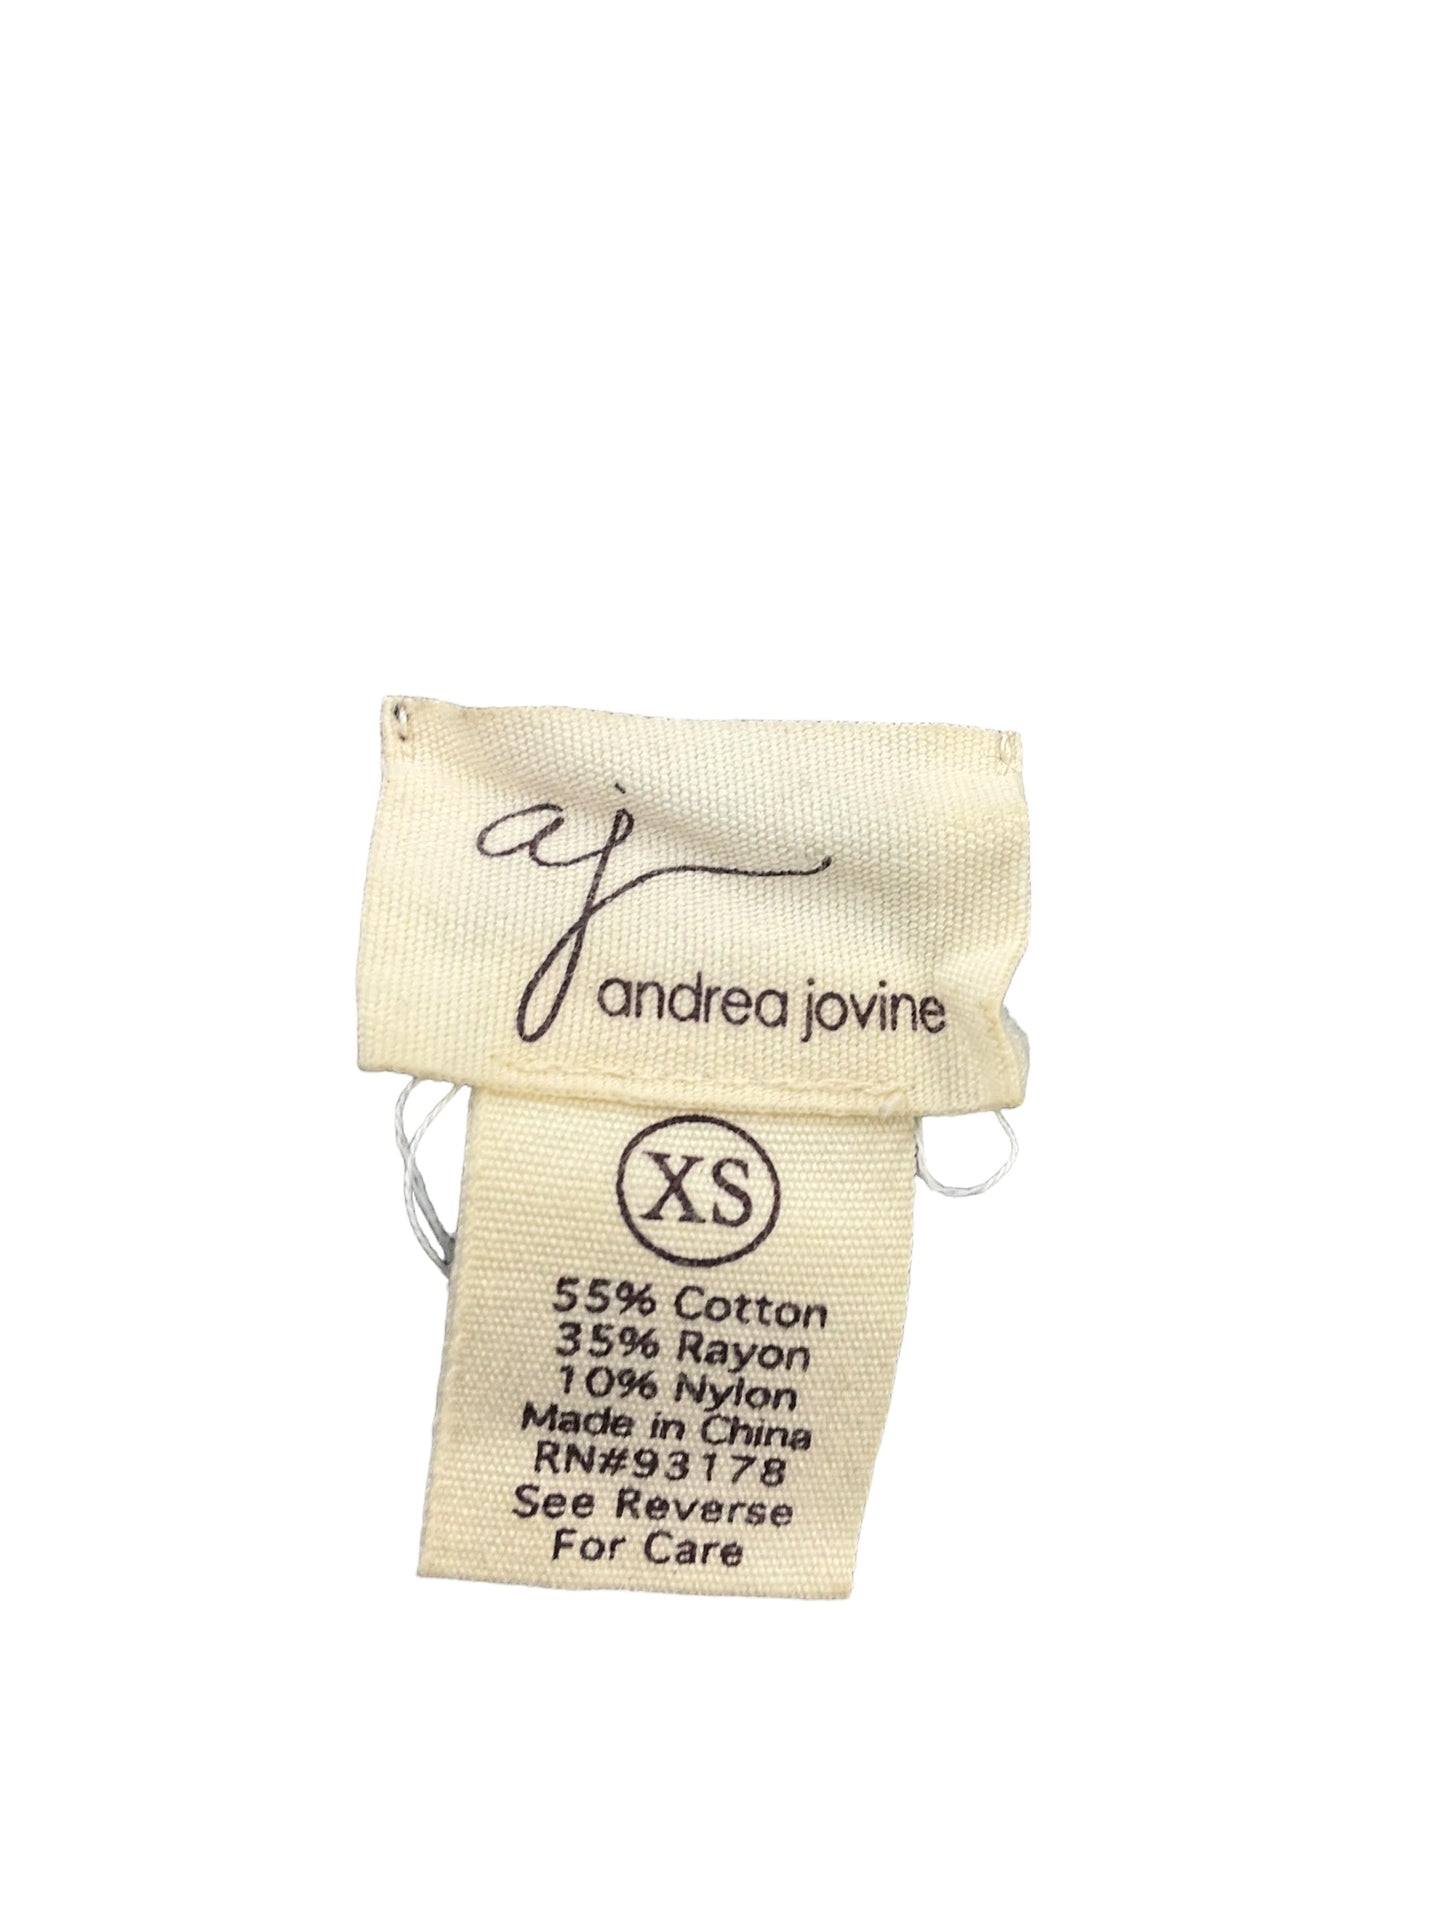 aj
andrea jovine
XS
55% Cotton
35% Rayon
10% Nylon
Made in China
RN#93178
See Reverse
For Care